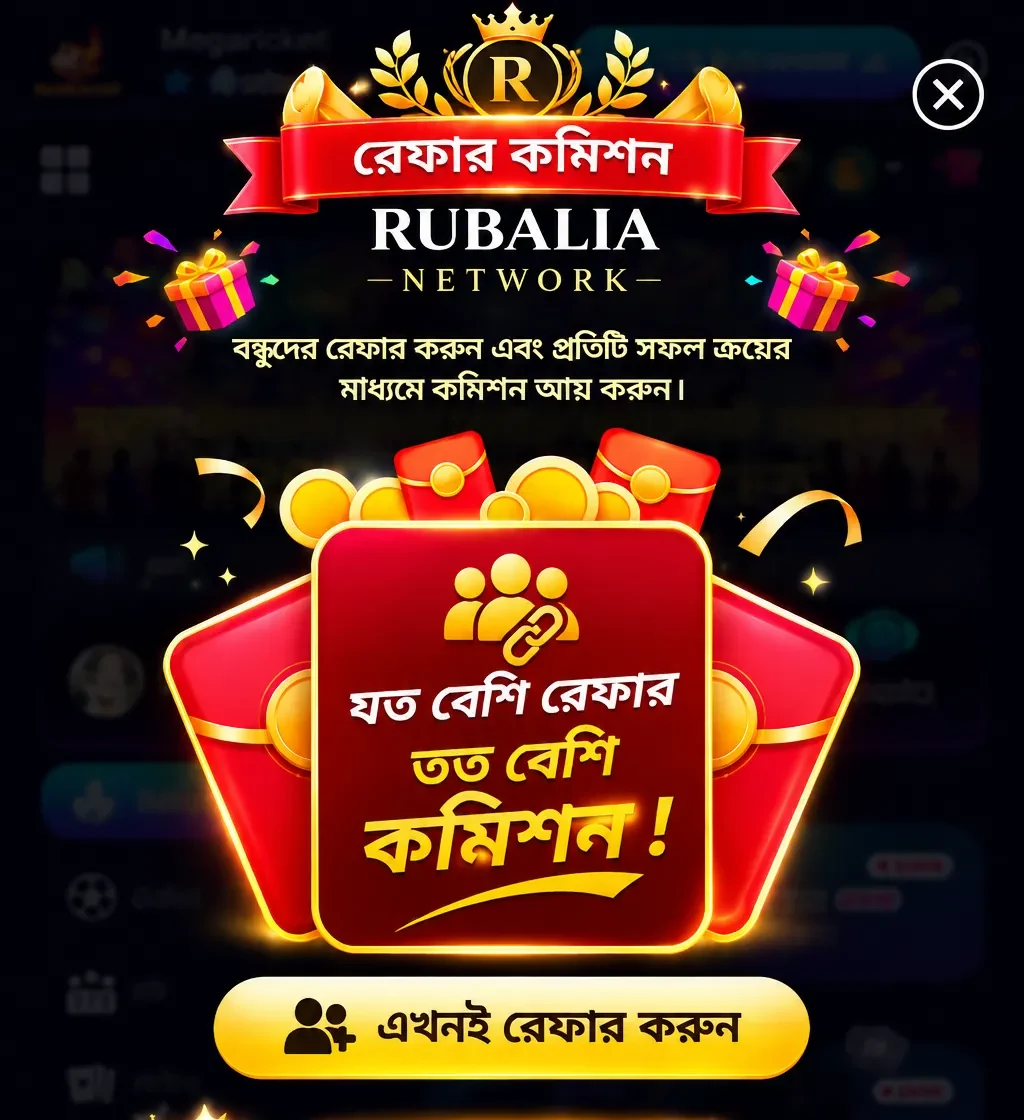 R
রেফার কমিশন
RUBALIA
NETWORK
বন্ধুদের রেফার করুন এবং প্রতিটি সফল ক্রয়ের
মাধ্যমে কমিশন আয় করুন।
যত বেশি রেফার
তত বেশি
কমিশন!
এখনই রেফার করুন